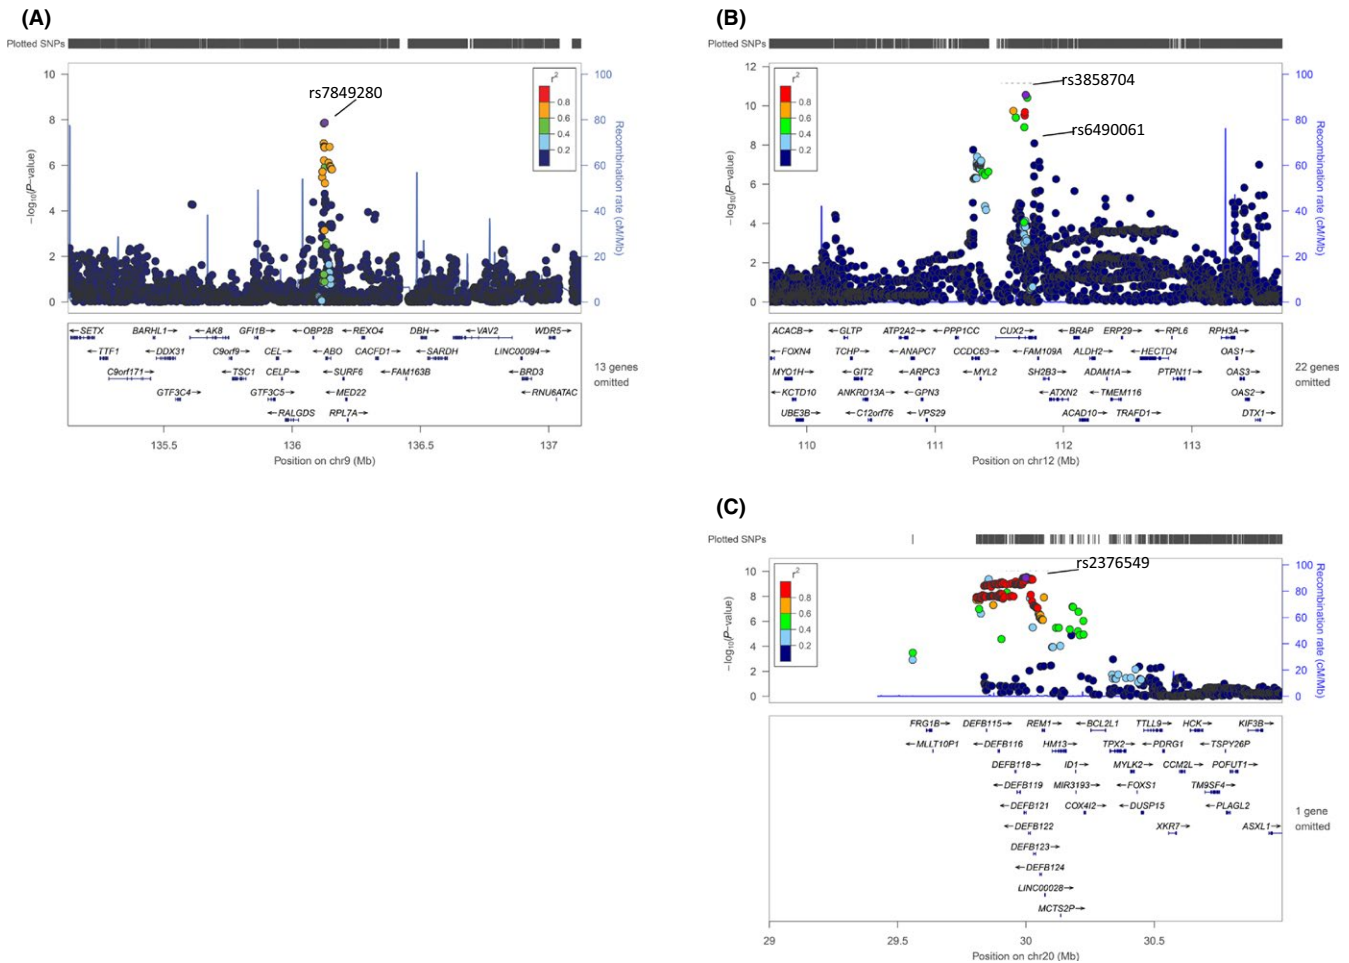 (A)
Plotted SNPs
10
8
6
4
2
0
−log10(P−value)
rs7849280
r2
0.8
0.6
0.4
0.2
100
80
60
40
20
0
Recombination rate (cM/Mb)
←SETX BARHL1→ ←AK8 GFI1B→ ←OBP2B ←REXO4 DBH→ ←VAV2 WDR5→
←TTF1 ←DDX31 C9orf9→ CEL→ ←ABO CACFD1→ ←SARDH LINC00094→
C9orf171→ ←TSC1 CELP→ ←SURF6 ←FAM163B ←BRD3
GTF3C4→ GTF3C5→ ←MED22 ←RNU6ATAC
←RALGDS RPL7A→
13 genes
omitted
135.5 136 136.5 137
Position on chr9 (Mb)
(B)
Plotted SNPs
12
10
8
6
4
2
0
−log10(P−value)
r2
0.8
0.6
0.4
0.2
rs3858704
rs6490061
100
80
60
40
20
0
Recombination rate (cM/Mb)
ACACB→ ←GLTP ATP2A2→ ←PPP1CC CUX2→ ←BRAP ERP29→ ←RPL6 RPH3A→
←FOXN4 TCHP→ ←ANAPC7 CCDC63→ ←FAM109A ALDH2→ ←HECTD4 OAS1→
MYO1H→ ←GIT2 ←ARPC3 ←MYL2 ←SH2B3→ ADAM1A→ PTPN11→ OAS3→
←KCTD10 ANKRD13A→ ←GPN3 ←ATXN2 ←TMEM116 OAS2→
UBE3B→ ←C12orf76 ←VPS29 ACAD10→ TRAFD1→ DTX1→
22 genes
omitted
110 111 112 113
Position on chr12 (Mb)
(C)
Plotted SNPs
10
8
6
4
2
0
−log10(P−value)
r2
0.8
0.6
0.4
0.2
rs2376549
100
80
60
40
20
0
Recombination rate (cM/Mb)
FRG1B→ DEFB115→ REM1→ ←BCL2L1 TTLL9→ HCK→ KIF3B→
←MLLT10P1 ←DEFB116 HM13→ TPX2→ ←PDRG1 ←TSPY26P
DEFB118→ ID1→ MYLK2→ CCM2L→ POFUT1→
←DEFB119 MIR3193→ ←FOXS1 TM9SF4→
←DEFB121 COX4I2→ ←DUSP15 ←PLAGL2
←DEFB122 XKR7→ ASXL1→
DEFB123→
←DEFB124
LINC00028→
MCTS2P→
1 gene
omitted
29 29.5 30 30.5
Position on chr20 (Mb)